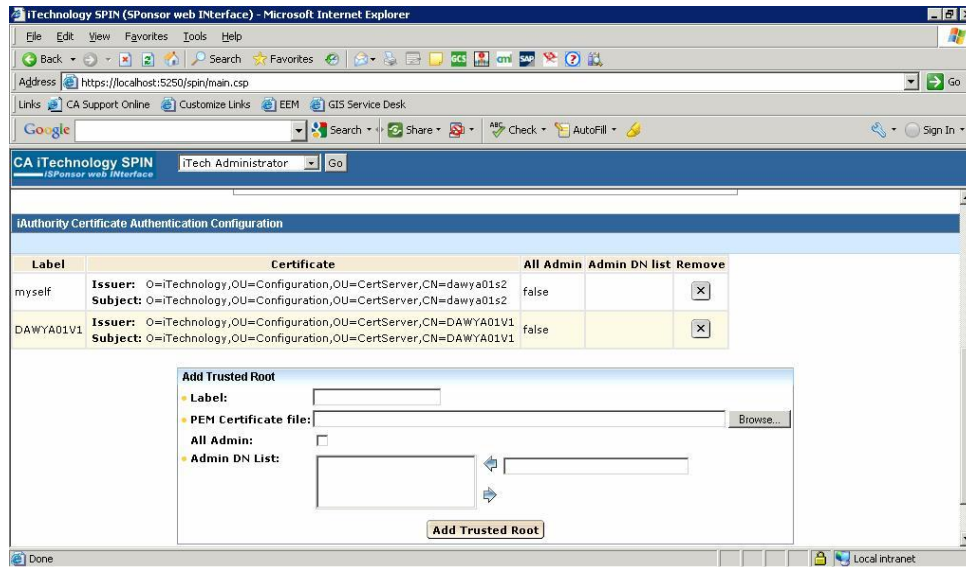 iTechnology SPIN (SPonsor web INterface) - Microsoft Internet Explorer
File Edit View Favorites Tools Help
Back Search Favorites GCS ami SAP
Address https://localhost:5250/spin/main.csp Go
Links CA Support Online Customize Links EEM GIS Service Desk
Google Search Share ABC Check AutoFill Sign In
CA iTechnology SPIN iTech Administrator Go
ISPonsor web INterface
iAuthority Certificate Authentication Configuration
Label Certificate All Admin Admin DN list Remove
myself Issuer: O=iTechnology,OU=Configuration,OU=CertServer,CN=dawya01s2 false
Subject: O=iTechnology,OU=Configuration,OU=CertServer,CN=dawya01s2
DAWYA01V1 Issuer: O=iTechnology,OU=Configuration,OU=CertServer,CN=DAWYA01V1 false
Subject: O=iTechnology,OU=Configuration,OU=CertServer,CN=DAWYA01V1
Add Trusted Root
Label:
PEM Certificate file: Browse...
All Admin:
Admin DN List:
Add Trusted Root
Done Local intranet